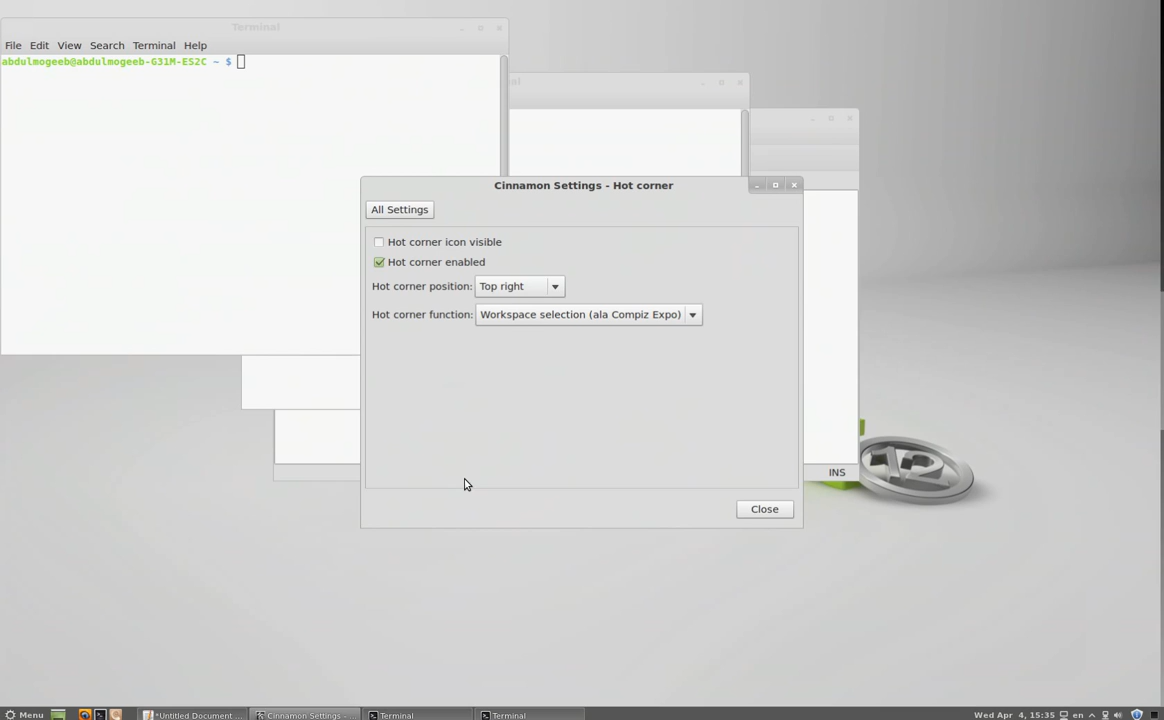 Terminal
File Edit View Search Terminal Help
abdulmogeeb@abdulmogeeb-G31M-ES2C ~ $
Cinnamon Settings - Hot corner
All Settings
Hot corner icon visible
Hot corner enabled
Hot corner position: Top right
Hot corner function: Workspace selection (ala Compiz Expo)
INS
12
Close
Menu *Untitled Document ... Cinnamon Settings - ... Terminal Terminal Wed Apr 4, 15:35 en